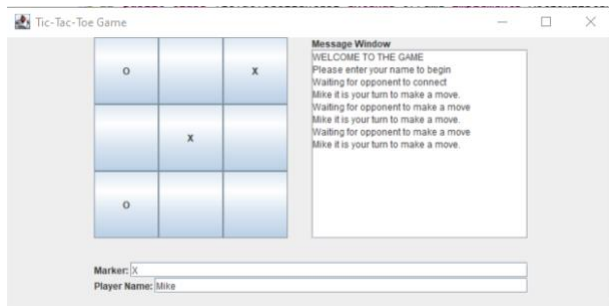 Tic-Tac-Toe Game
O X
X
O
Message Window
WELCOME TO THE GAME
Please enter your name to begin
Waiting for opponent to connect
Mike it is your turn to make a move.
Waiting for opponent to make a move
Mike it is your turn to make a move.
Waiting for opponent to make a move
Mike it is your turn to make a move.
Marker: X
Player Name: Mike